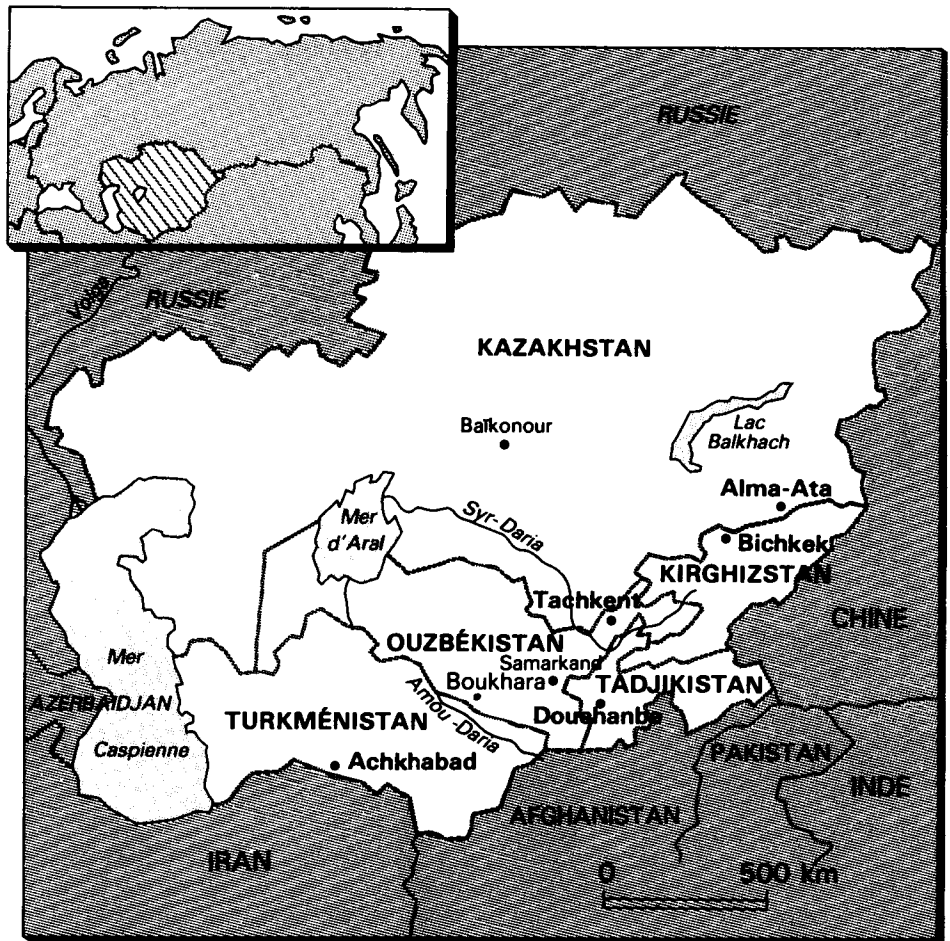 RUSSIE
Volga
RUSSIE
KAZAKHSTAN
Baïkonour
Lac
Balkhach
Alma-Ata
Mer
d'Aral
Syr-Daria
Bichkek
KIRGHIZSTAN
Tachkent
CHINE
OUZBÉKISTAN
Samarkand
Mer
Boukhara
TADJIKISTAN
AZERBAÏDJAN
Amou-Daria
Douchanbe
TURKMÉNISTAN
Caspienne
Achkhabad
PAKISTAN
INDE
AFGHANISTAN
IRAN
0 500 km